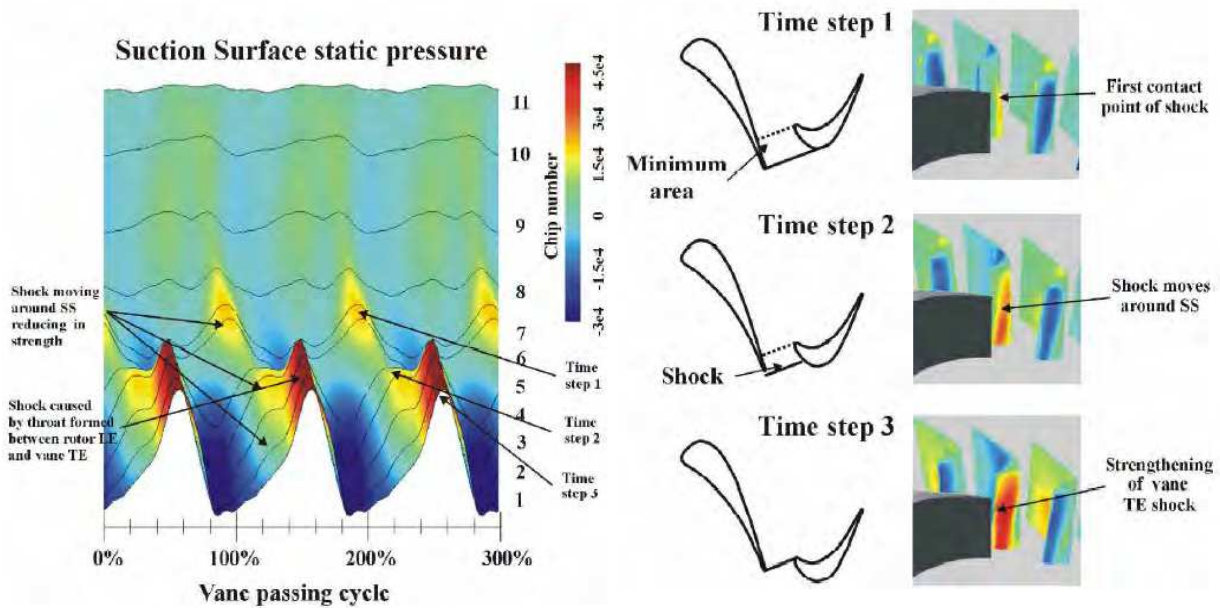 Suction Surface static pressure
11
10
9
8
7
6
5
4
3
2
1
Chip number
4.5e4
3e4
1.5e4
0
-1.5e4
-3e4
Shock moving
around SS
reducing in
strength
Shock caused
by throat formed
between rotor LE
and vane TE
Time
step 1
Time
step 2
Time
step 3
0%
100%
200%
300%
Vane passing cycle
Time step 1
Minimum
area
First contact
point of shock
Time step 2
Shock
Shock moves
around SS
Time step 3
Strengthening
of vane
TE shock